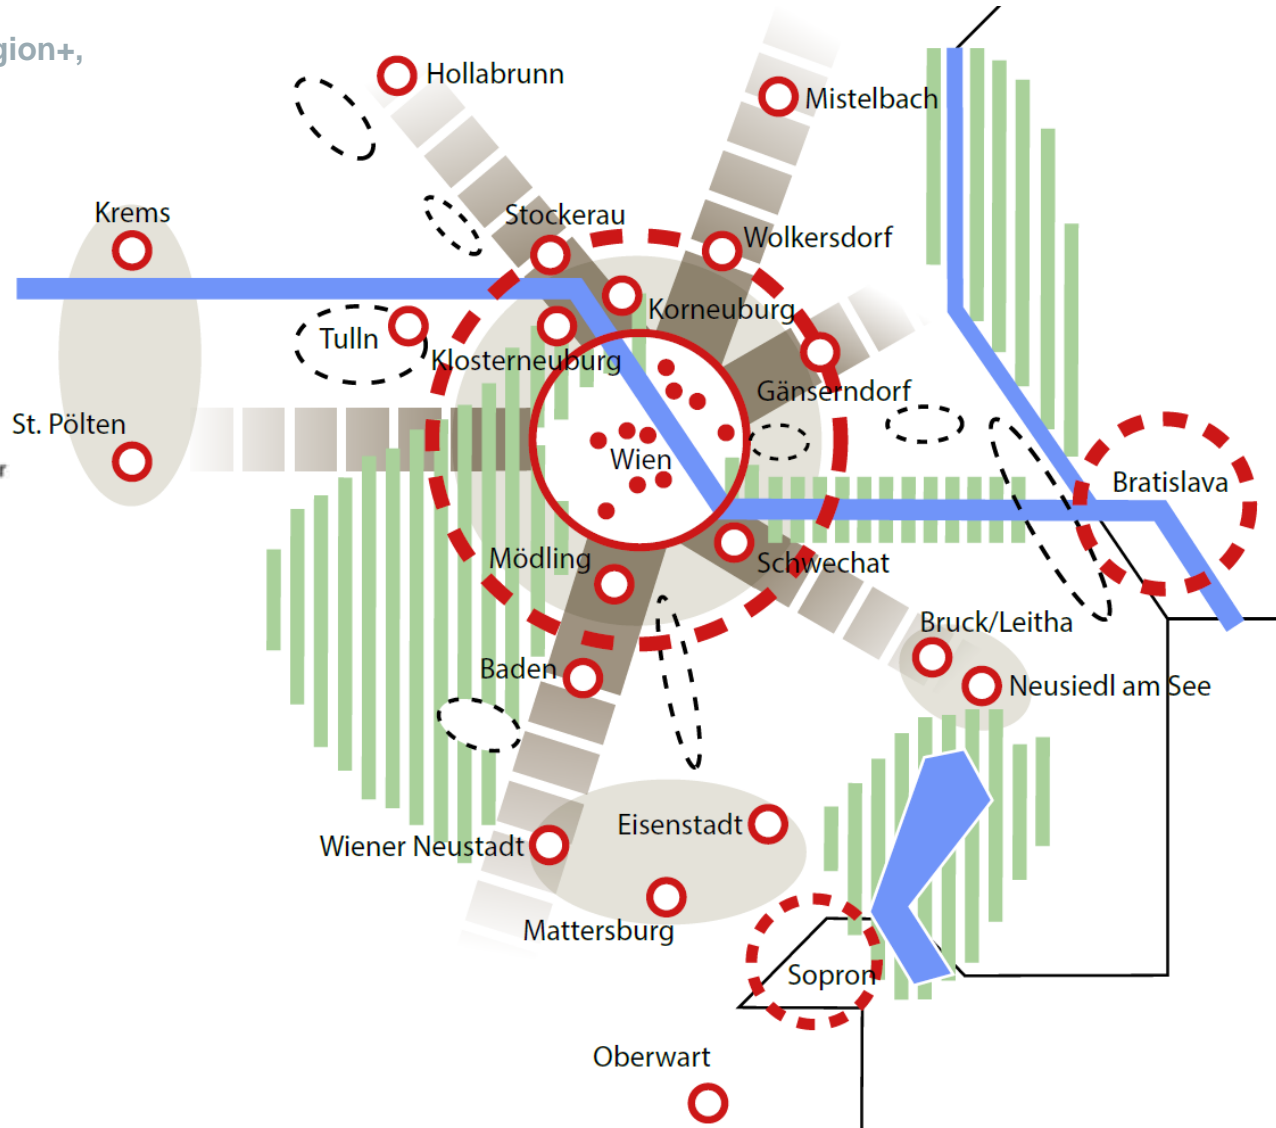 gion+,
Hollabrunn
Mistelbach
Krems
Stockerau
Wolkersdorf
Korneuburg
Tulln
Klosterneuburg
Gänserndorf
St. Pölten
Wien
Bratislava
Mödling
Schwechat
Bruck/Leitha
Baden
Neusiedl am See
Eisenstadt
Wiener Neustadt
Mattersburg
Sopron
Oberwart